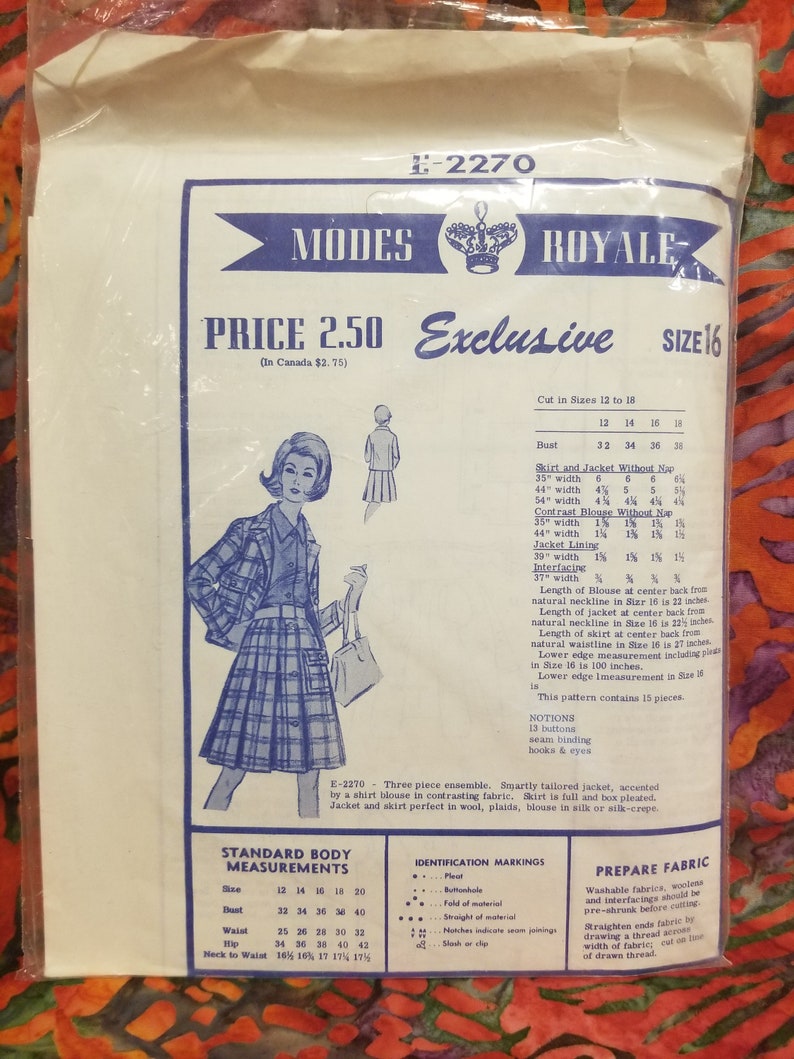 E-2270
MODES ROYALE
PRICE 2.50 Exclusive SIZE 16
(In Canada $2.75)
Cut in Sizes 12 to 18
12 14 16 18
Bust 32 34 36 38
Skirt and Jacket Without Nap
35" width 6 6 6 6¼
44" width 4⅞ 5 5 5⅛
54" width 4¼ 4¼ 4¼ 4¼
Contrast Blouse Without Nap
35" width 1⅝ 1⅝ 1¾ 1¾
44" width 1¼ 1⅜ 1⅜ 1½
Jacket Lining
39" width 1⅝ 1⅝ 1⅝ 1½
Interfacing
37" width ¾ ¾ ¾ ¾
Length of Blouse at center back from
natural neckline in Sizr 16 is 22 inches.
Length of jacket at center back from
natural neckline in Size 16 is 22½ inches.
Length of skirt at center back from
natural waistline in Size 16 is 27 inches.
Lower edge measurement including pleats
in Size 16 is 100 inches.
Lower edge lmeasurement in Size 16
is
This pattern contains 15 pieces.
NOTIONS
13 buttons
seam binding
hooks & eyes
E-2270 - Three piece ensemble. Smartly tailored jacket, accented
by a shirt blouse in contrasting fabric. Skirt is full and box pleated.
Jacket and skirt perfect in wool, plaids, blouse in silk or silk-crepe.
STANDARD BODY
MEASUREMENTS
Size 12 14 16 18 20
Bust 32 34 36 38 40
Waist 25 26 28 30 32
Hip 34 36 38 40 42
Neck to Waist 16½ 16¾ 17 17¼ 17½
IDENTIFICATION MARKINGS
... Pleat
... Buttonhole
... Fold of material
... Straight of material
... Notches indicate seam joinings
... Slash or clip
PREPARE FABRIC
Washable fabrics, woolens
and interfacings should be
pre-shrunk before cutting.
Straighten ends fabric by
drawing a thread across
width of fabric; cut on line
of drawn thread.